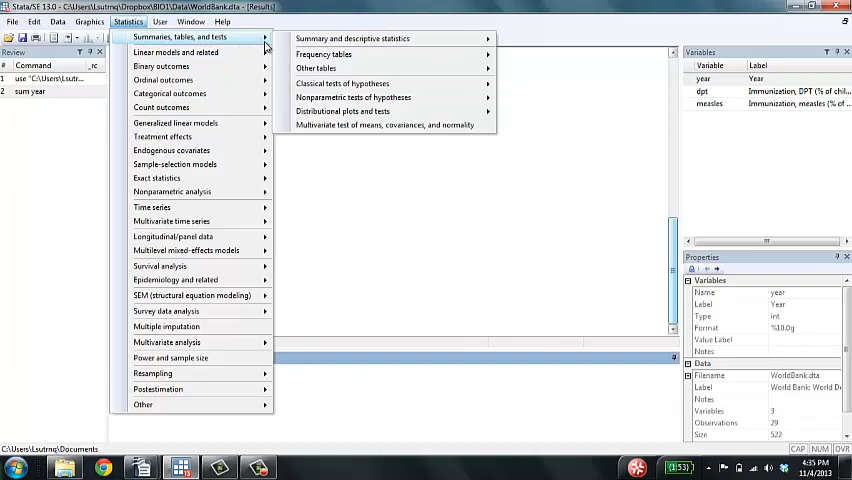 Stata/SE 13.0 - C:\Users\Lsutrnq\Dropbox\BIO1\Data\WorldBank.dta - [Results]
File Edit Data Graphics Statistics User Window Help
Review
# Command _rc
1 use "C:\Users\Lsut...
2 sum year
Summaries, tables, and tests
Linear models and related
Binary outcomes
Ordinal outcomes
Categorical outcomes
Count outcomes
Generalized linear models
Treatment effects
Endogenous covariates
Sample-selection models
Exact statistics
Nonparametric analysis
Time series
Multivariate time series
Longitudinal/panel data
Multilevel mixed-effects models
Survival analysis
Epidemiology and related
SEM (structural equation modeling)
Survey data analysis
Multiple imputation
Multivariate analysis
Power and sample size
Resampling
Postestimation
Other
Summary and descriptive statistics
Frequency tables
Other tables
Classical tests of hypotheses
Nonparametric tests of hypotheses
Distributional plots and tests
Multivariate test of means, covariances, and normality
Variables
Variable Label
year Year
dpt Immunization, DPT (% of chil...
measles Immunization, measles (% of...
Properties
Variables
Name year
Label Year
Type int
Format %10.0g
Value Label
Notes
Data
Filename WorldBank.dta
Label World Bank: World De
Notes
Variables 3
Observations 29
Size 522
C:\Users\Lsutrnq\Documents
CAP NUM OVR
(1:53)
4:35 PM
11/4/2013